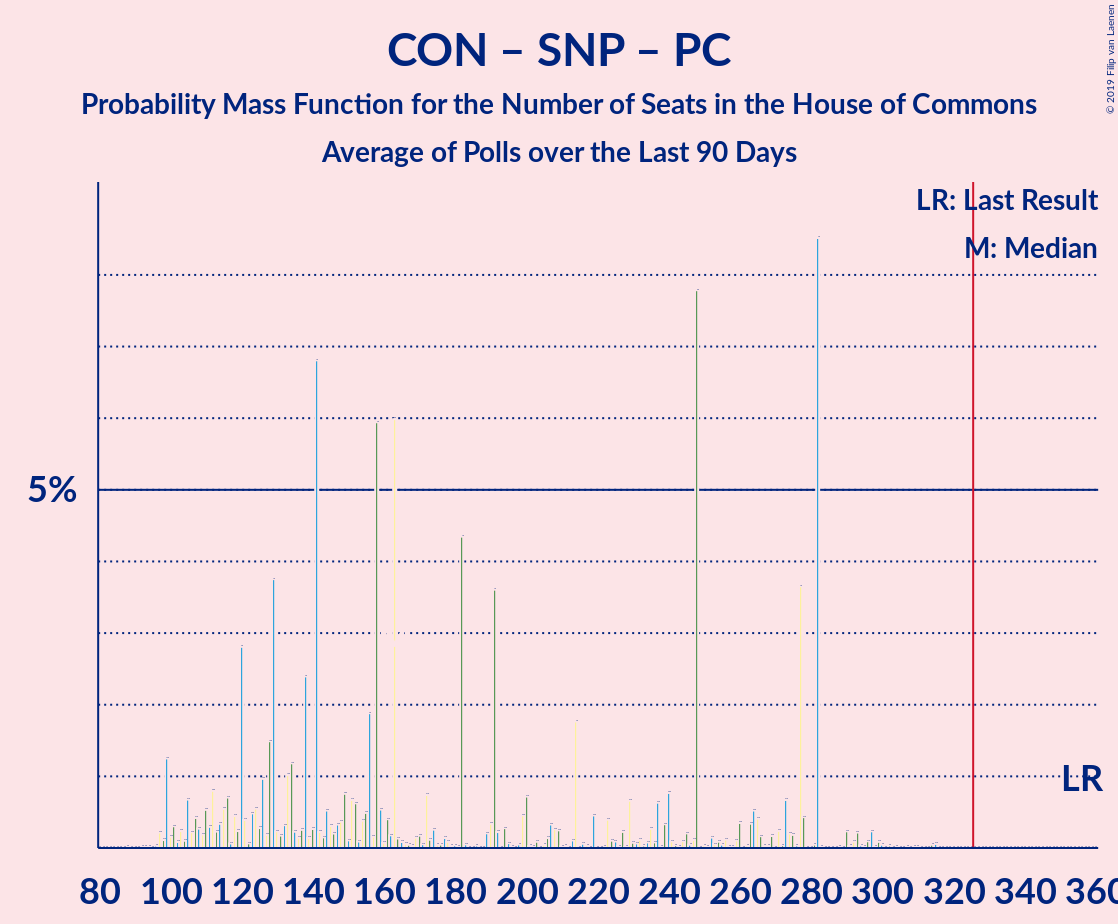 CON – SNP – PC
Probability Mass Function for the Number of Seats in the House of Commons
Average of Polls over the Last 90 Days
© 2019 Filip van Laenen
LR: Last Result
M: Median
5%
LR
80 100 120 140 160 180 200 220 240 260 280 300 320 340 360